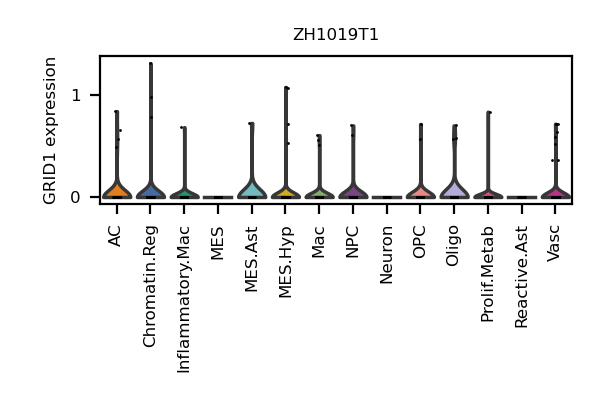 ZH1019T1
GRID1 expression
1
0
AC
Chromatin.Reg
Inflammatory.Mac
MES
MES.Ast
MES.Hyp
Mac
NPC
Neuron
OPC
Oligo
Prolif.Metab
Reactive.Ast
Vasc